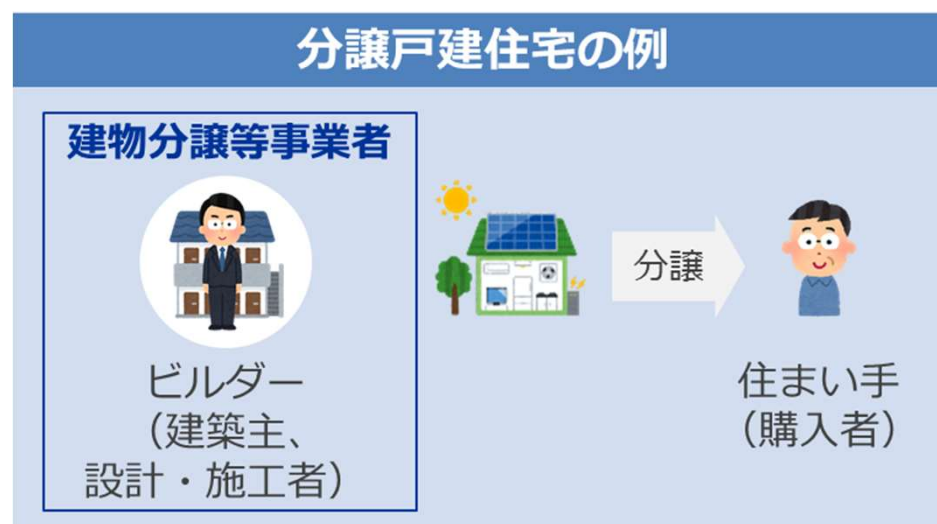 分譲戸建住宅の例
建物分譲等事業者
ビルダー
（建築主、
設計・施工者）
分譲
住まい手
（購入者）